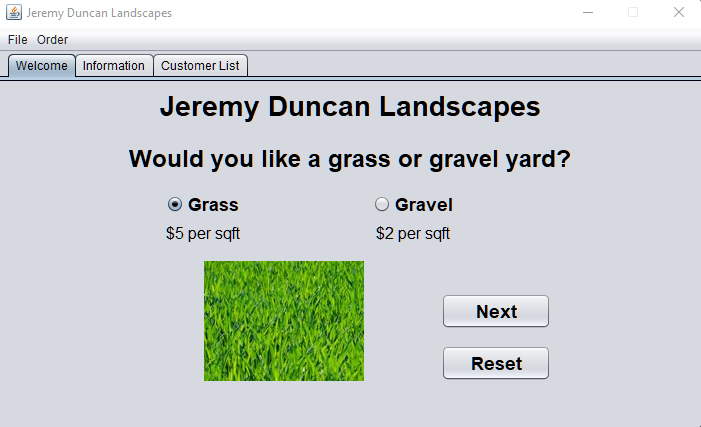 Jeremy Duncan Landscapes
File Order
Welcome Information Customer List
Jeremy Duncan Landscapes
Would you like a grass or gravel yard?
Grass Gravel
$5 per sqft $2 per sqft
Next
Reset